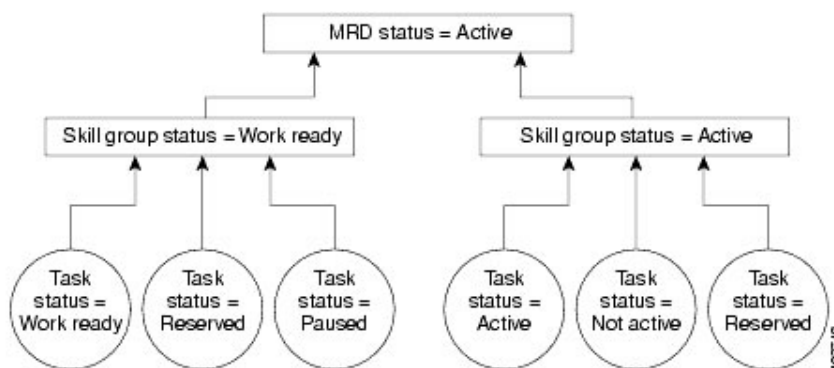 MRD status = Active
Skill group status = Work ready
Skill group status = Active
Task
status =
Work ready
Task
status =
Reserved
Task
status =
Paused
Task
status =
Active
Task
status =
Not active
Task
status =
Reserved